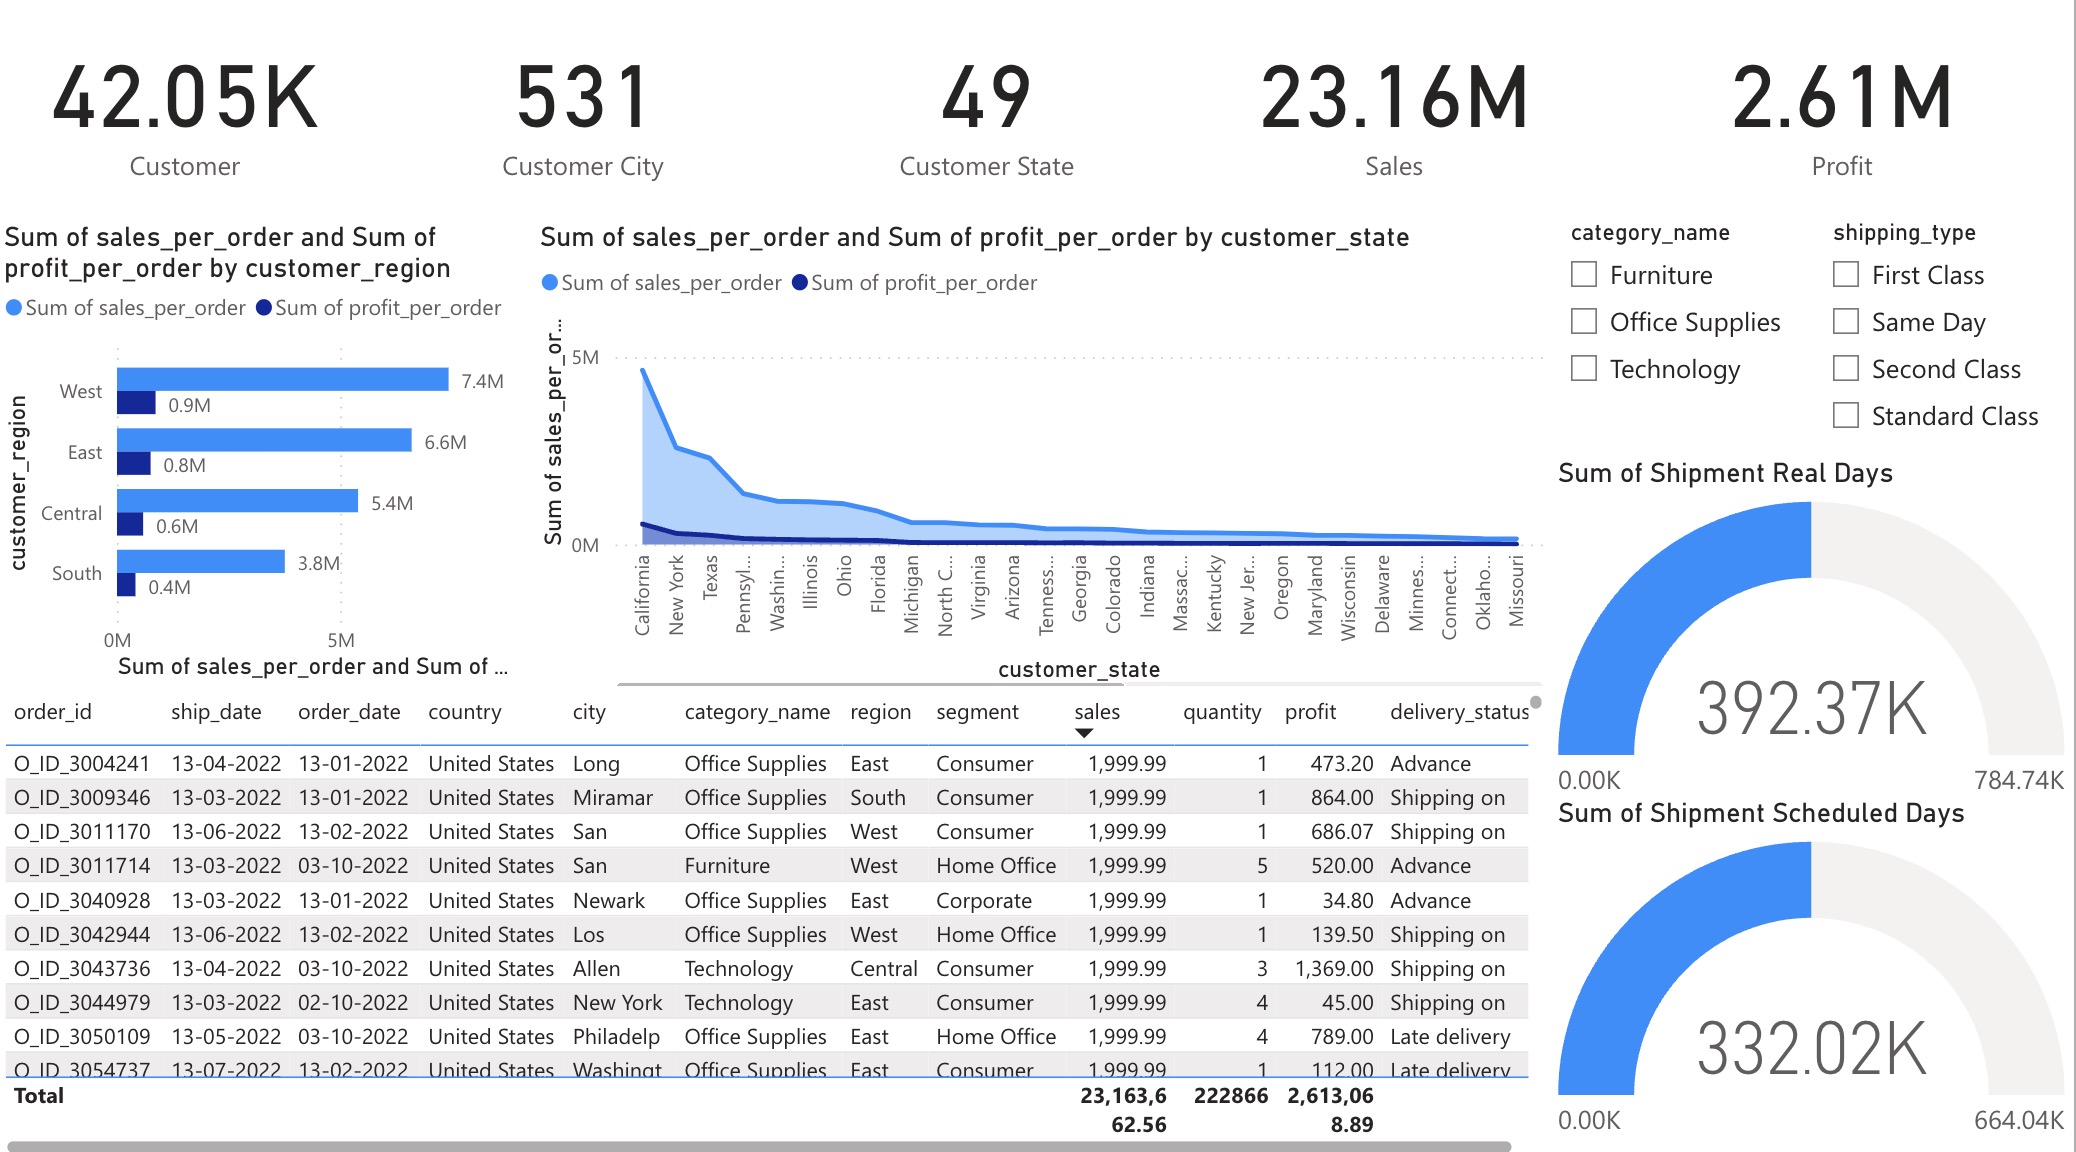 42.05K
Customer
531
Customer City
49
Customer State
23.16M
Sales
2.61M
Profit
Sum of sales_per_order and Sum of
profit_per_order by customer_region
Sum of sales_per_order Sum of profit_per_order
customer_region
West 7.4M
0.9M
East 6.6M
0.8M
Central 5.4M
0.6M
South 3.8M
0.4M
0M 5M
Sum of sales_per_order and Sum of ...
Sum of sales_per_order and Sum of profit_per_order by customer_state
Sum of sales_per_order Sum of profit_per_order
Sum of sales_per_or...
5M
0M
California
New York
Texas
Pennsyl...
Washin...
Illinois
Ohio
Florida
Michigan
North C...
Virginia
Arizona
Tenness...
Georgia
Colorado
Indiana
Massac...
Kentucky
New Jer...
Oregon
Maryland
Wisconsin
Delaware
Minnes...
Connect...
Oklaho...
Missouri
customer_state
category_name
Furniture
Office Supplies
Technology
shipping_type
First Class
Same Day
Second Class
Standard Class
Sum of Shipment Real Days
392.37K
0.00K 784.74K
Sum of Shipment Scheduled Days
332.02K
0.00K 664.04K
order_id ship_date order_date country city category_name region segment sales quantity profit delivery_status
O_ID_3004241 13-04-2022 13-01-2022 United States Long Office Supplies East Consumer 1,999.99 1 473.20 Advance
O_ID_3009346 13-03-2022 13-01-2022 United States Miramar Office Supplies South Consumer 1,999.99 1 864.00 Shipping on
O_ID_3011170 13-06-2022 13-02-2022 United States San Office Supplies West Consumer 1,999.99 1 686.07 Shipping on
O_ID_3011714 13-03-2022 03-10-2022 United States San Furniture West Home Office 1,999.99 5 520.00 Advance
O_ID_3040928 13-03-2022 13-01-2022 United States Newark Office Supplies East Corporate 1,999.99 1 34.80 Advance
O_ID_3042944 13-06-2022 13-02-2022 United States Los Office Supplies West Home Office 1,999.99 1 139.50 Shipping on
O_ID_3043736 13-04-2022 03-10-2022 United States Allen Technology Central Consumer 1,999.99 3 1,369.00 Shipping on
O_ID_3044979 13-03-2022 02-10-2022 United States New York Technology East Consumer 1,999.99 4 45.00 Shipping on
O_ID_3050109 13-05-2022 03-10-2022 United States Philadelp Office Supplies East Home Office 1,999.99 4 789.00 Late delivery
O_ID_3054737 13-07-2022 13-02-2022 United States Washingt Office Supplies East Consumer 1,999.99 1 112.00 Late delivery
Total 23,163,6 222866 2,613,06
62.56 8.89